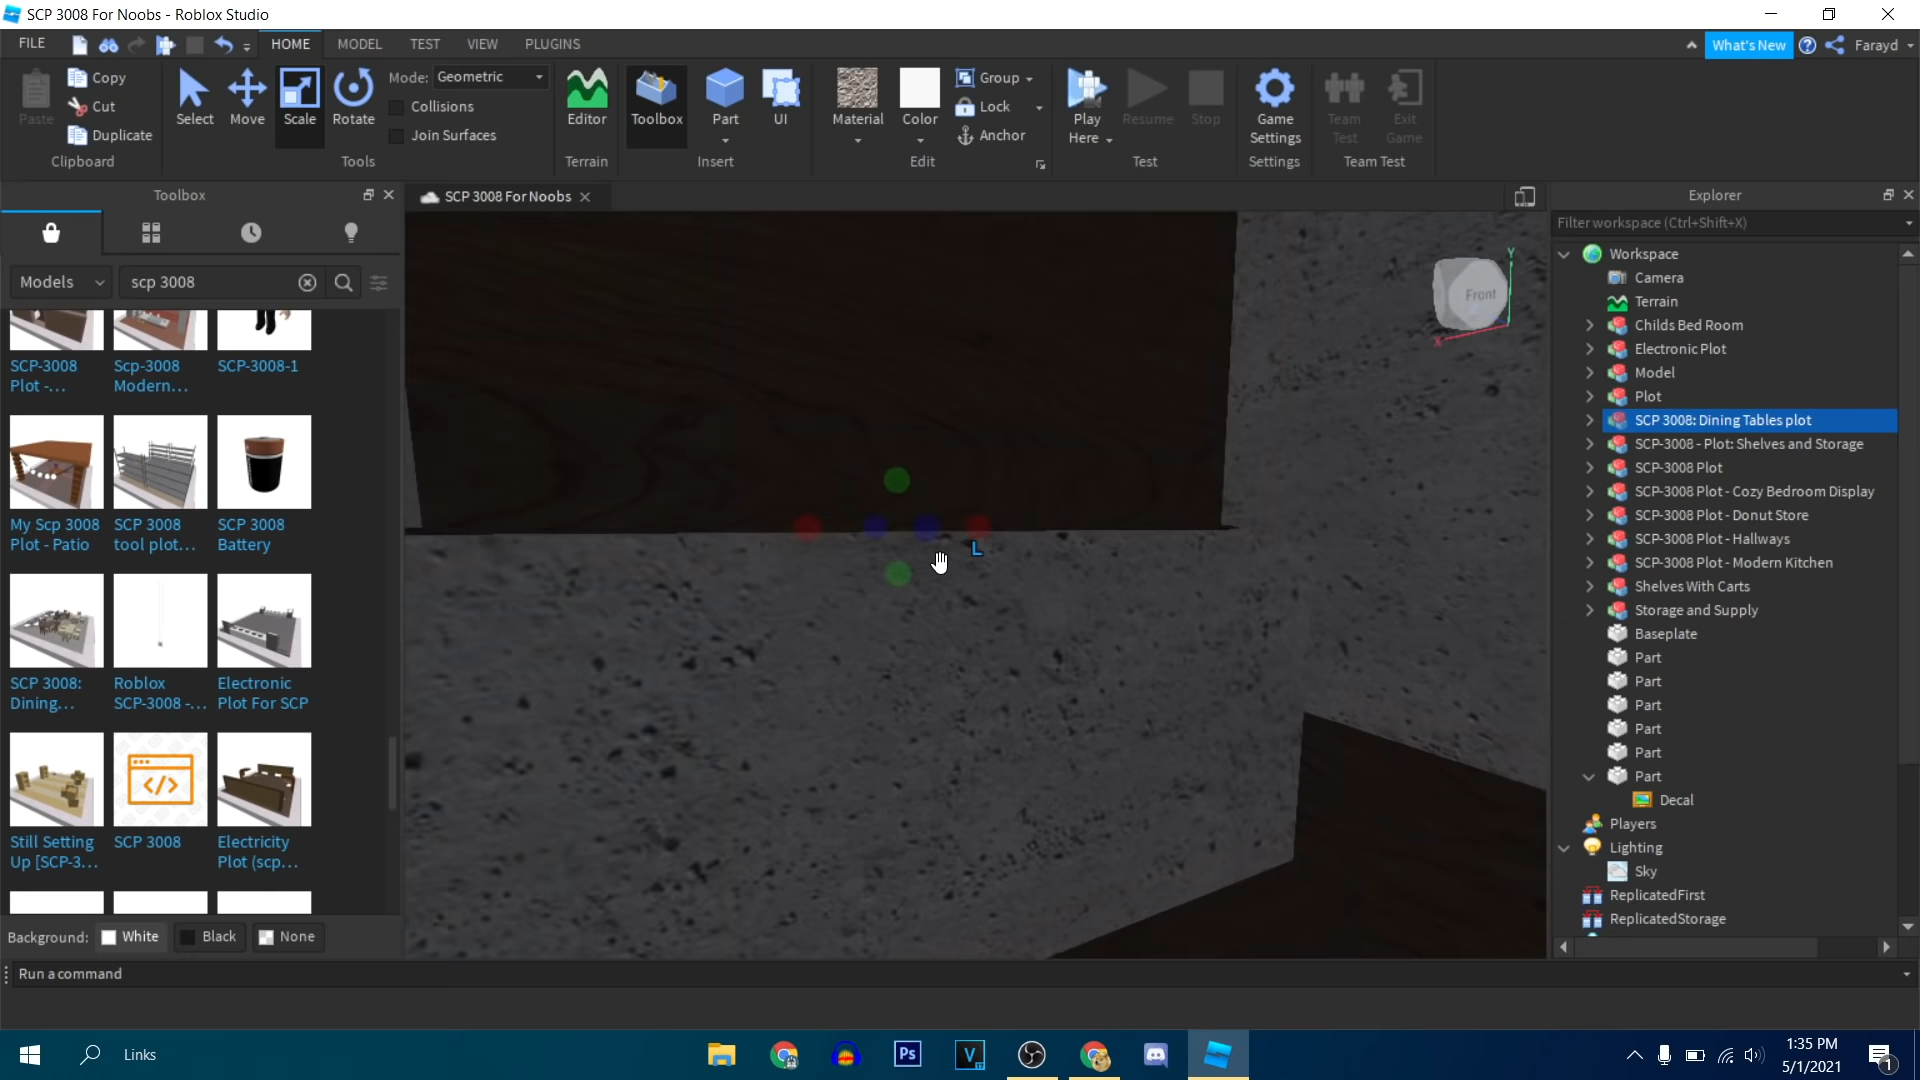 SCP 3008 For Noobs - Roblox Studio
FILE
HOME
MODEL
TEST
VIEW
PLUGINS
What's New
Farayd
Paste
Copy
Cut
Duplicate
Clipboard
Select
Move
Scale
Rotate
Mode:
Geometric
Collisions
Join Surfaces
Tools
Editor
Terrain
Toolbox
Part
UI
Insert
Material
Color
Group
Lock
Anchor
Edit
Play
Here
Resume
Stop
Test
Game
Settings
Settings
Team
Test
Exit
Game
Team Test
Toolbox
Models
scp 3008
SCP-3008
Plot -...
Scp-3008
Modern...
SCP-3008-1
My Scp 3008
Plot - Patio
SCP 3008
tool plot...
SCP 3008
Battery
SCP 3008:
Dining...
Roblox
SCP-3008 -...
Electronic
Plot For SCP
Still Setting
Up [SCP-3...
SCP 3008
Electricity
Plot (scp...
Background:
White
Black
None
Run a command
SCP 3008 For Noobs
Front
Y
X
L
Explorer
Filter workspace (Ctrl+Shift+X)
Workspace
Camera
Terrain
Childs Bed Room
Electronic Plot
Model
Plot
SCP 3008: Dining Tables plot
SCP-3008 - Plot: Shelves and Storage
SCP-3008 Plot
SCP-3008 Plot - Cozy Bedroom Display
SCP-3008 Plot - Donut Store
SCP-3008 Plot - Hallways
SCP-3008 Plot - Modern Kitchen
Shelves With Carts
Storage and Supply
Baseplate
Part
Part
Part
Part
Part
Part
Decal
Players
Lighting
Sky
ReplicatedFirst
ReplicatedStorage
Links
Ps
V
1:35 PM
5/1/2021
1